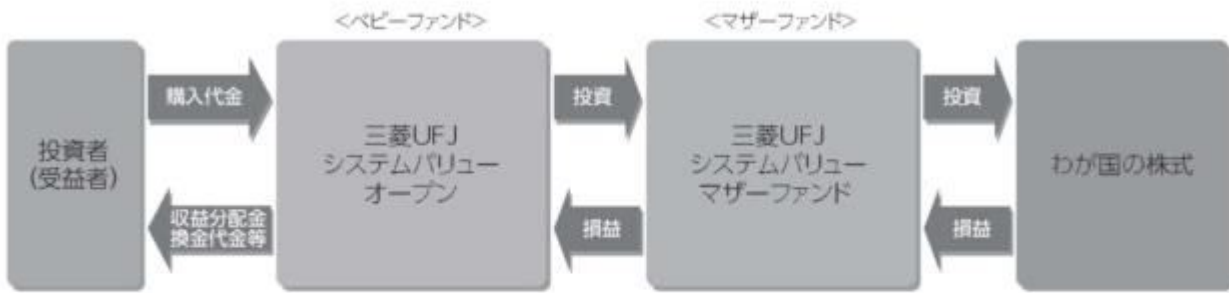 <ベビーファンド>
<マザーファンド>
投資者
(受益者)
購入代金
収益分配金
換金代金等
三菱UFJ
システムバリュー
オープン
投資
損益
三菱UFJ
システムバリュー
マザーファンド
投資
損益
わが国の株式